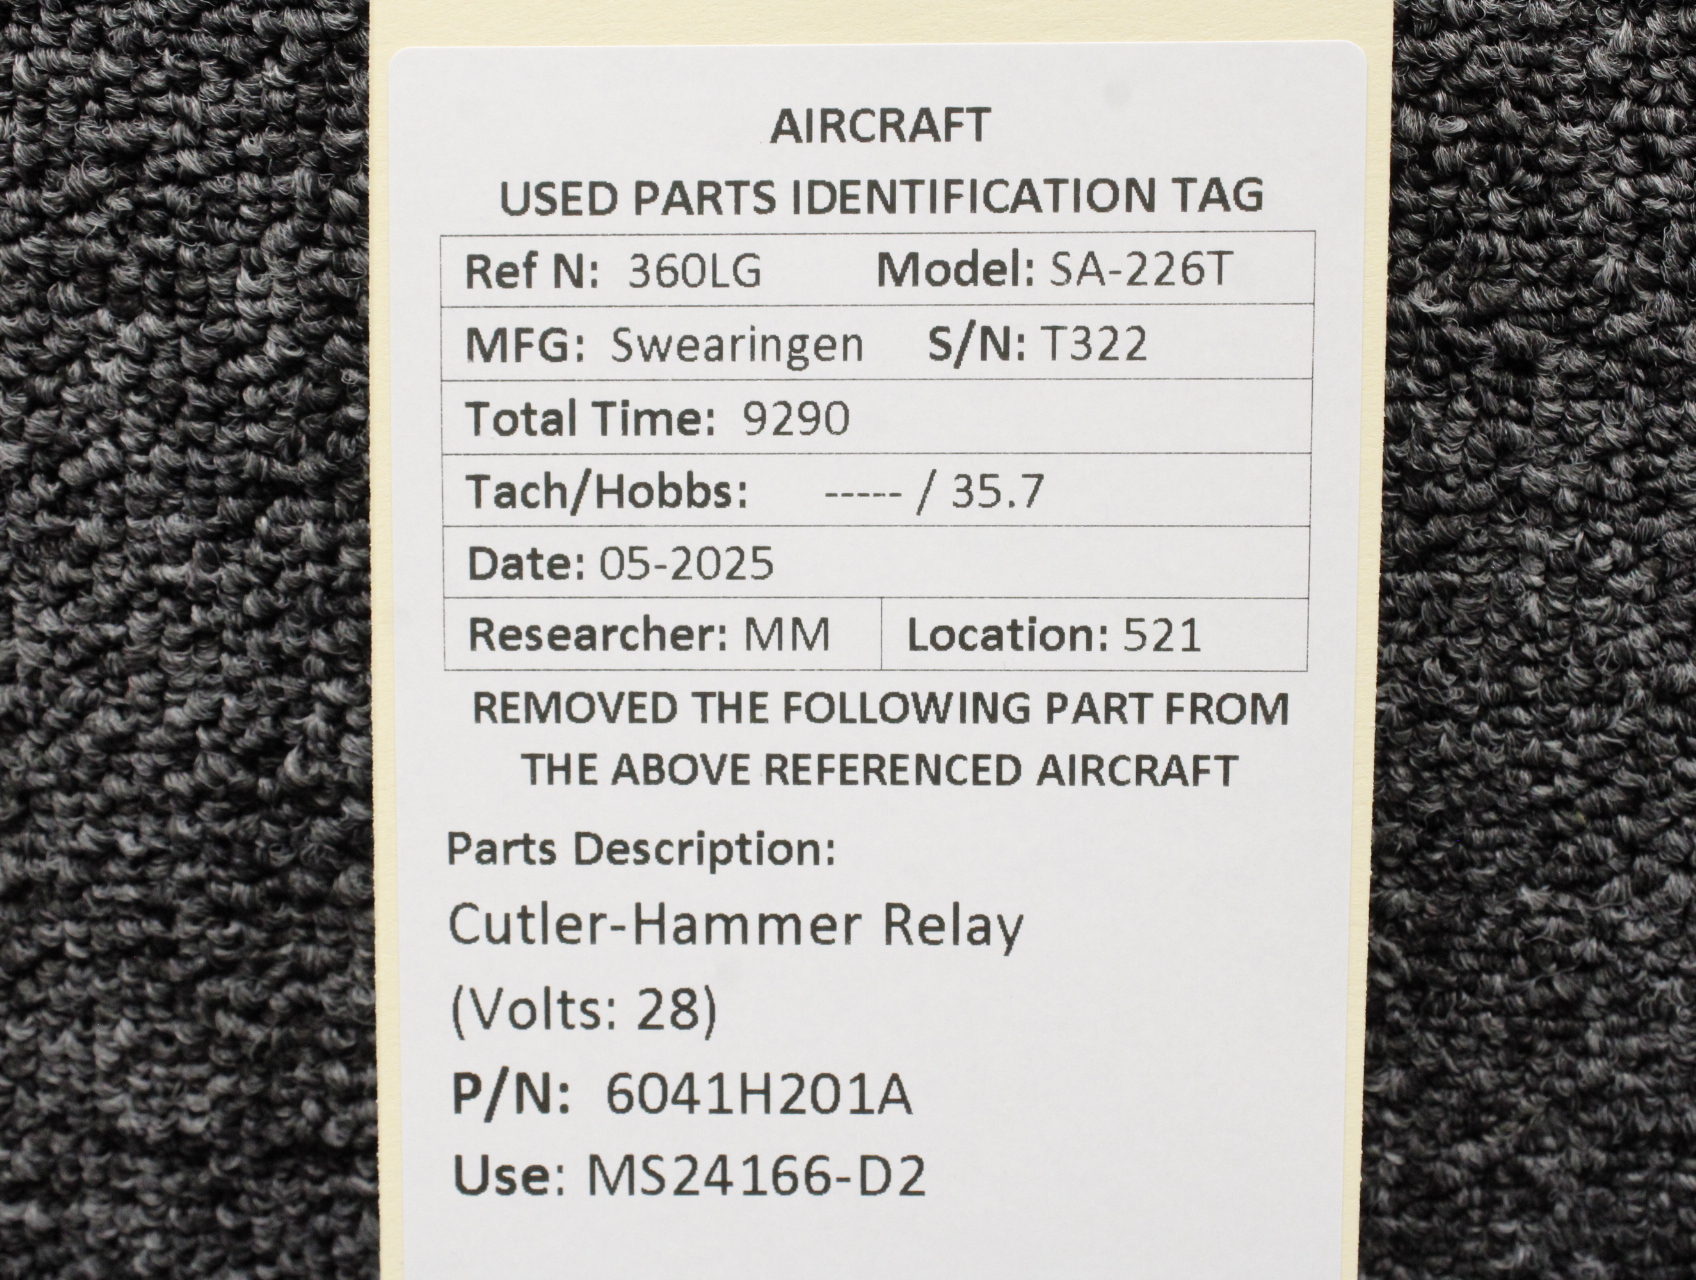 AIRCRAFT
USED PARTS IDENTIFICATION TAG
Ref N: 360LG Model: SA-226T
MFG: Swearingen S/N: T322
Total Time: 9290
Tach/Hobbs: ----- / 35.7
Date: 05-2025
Researcher: MM Location: 521
REMOVED THE FOLLOWING PART FROM
THE ABOVE REFERENCED AIRCRAFT
Parts Description:
Cutler-Hammer Relay
(Volts: 28)
P/N: 6041H201A
Use: MS24166-D2